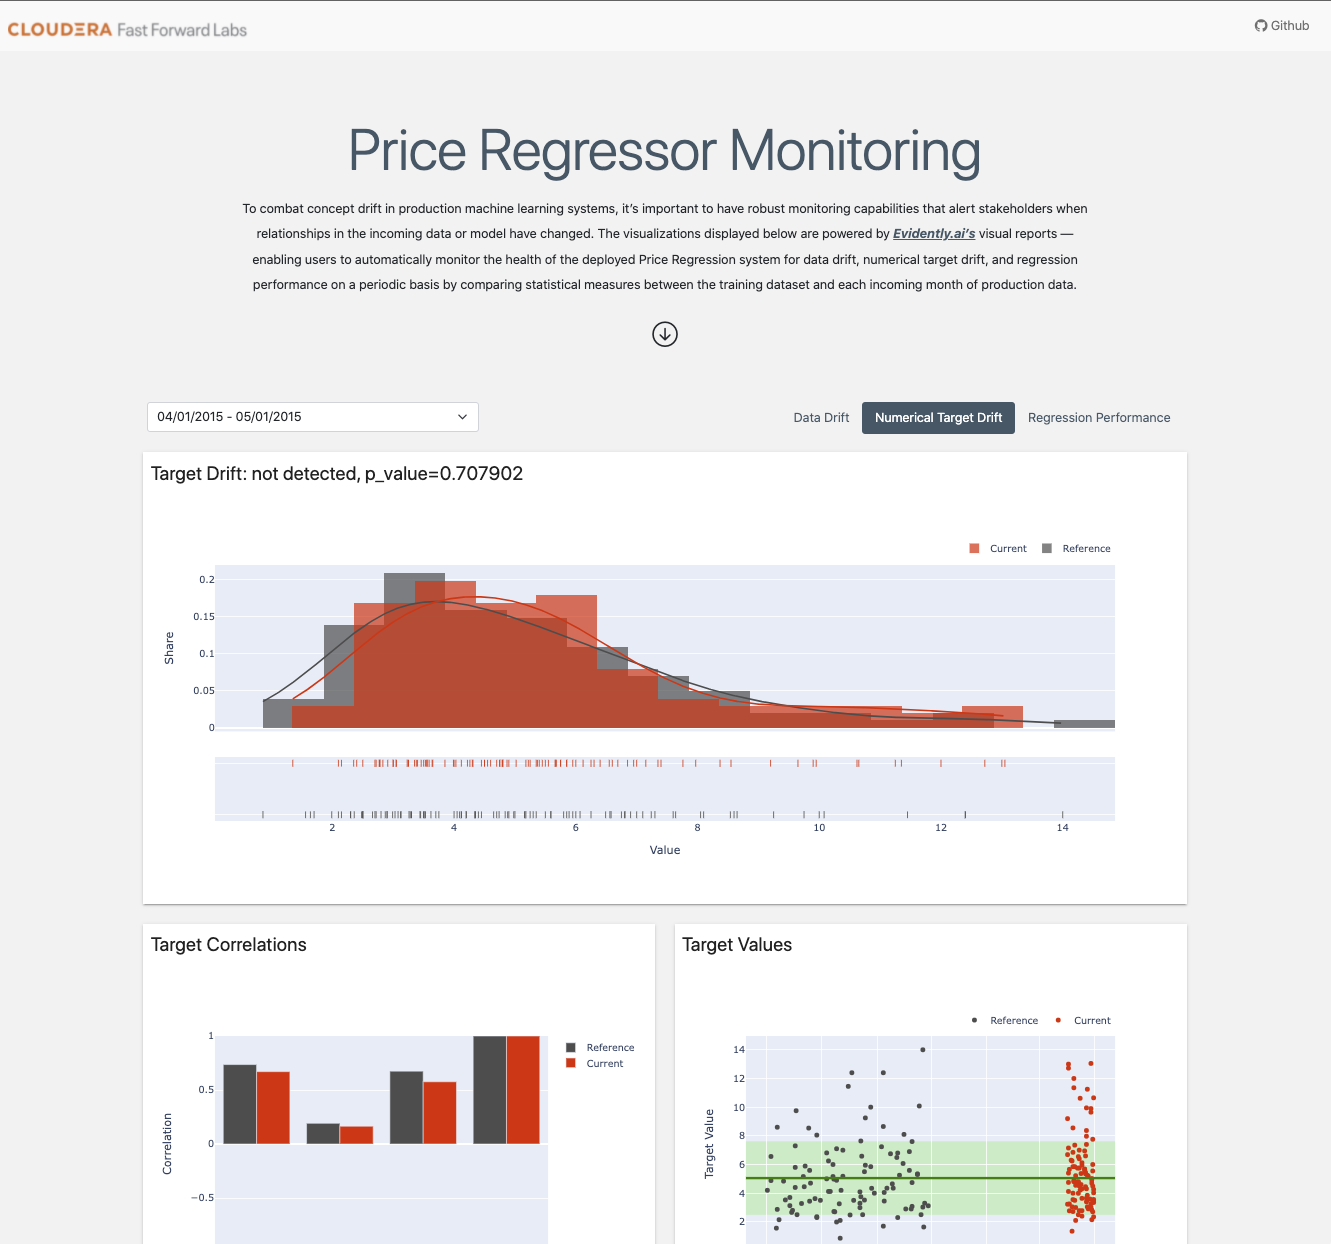 CLOUDERA Fast Forward Labs
Github
Price Regressor Monitoring
To combat concept drift in production machine learning systems, it's important to have robust monitoring capabilities that alert stakeholders when
relationships in the incoming data or model have changed. The visualizations displayed below are powered by Evidently.ai's visual reports —
enabling users to automatically monitor the health of the deployed Price Regression system for data drift, numerical target drift, and regression
performance on a periodic basis by comparing statistical measures between the training dataset and each incoming month of production data.
04/01/2015 - 05/01/2015
Data Drift
Numerical Target Drift
Regression Performance
Target Drift: not detected, p_value=0.707902
Current
Reference
0.2
0.15
0.1
0.05
0
Share
2
4
6
8
10
12
14
Value
Target Correlations
Reference
Current
1
0.5
0
−0.5
Correlation
Target Values
Reference
Current
14
12
10
8
6
4
2
Target Value